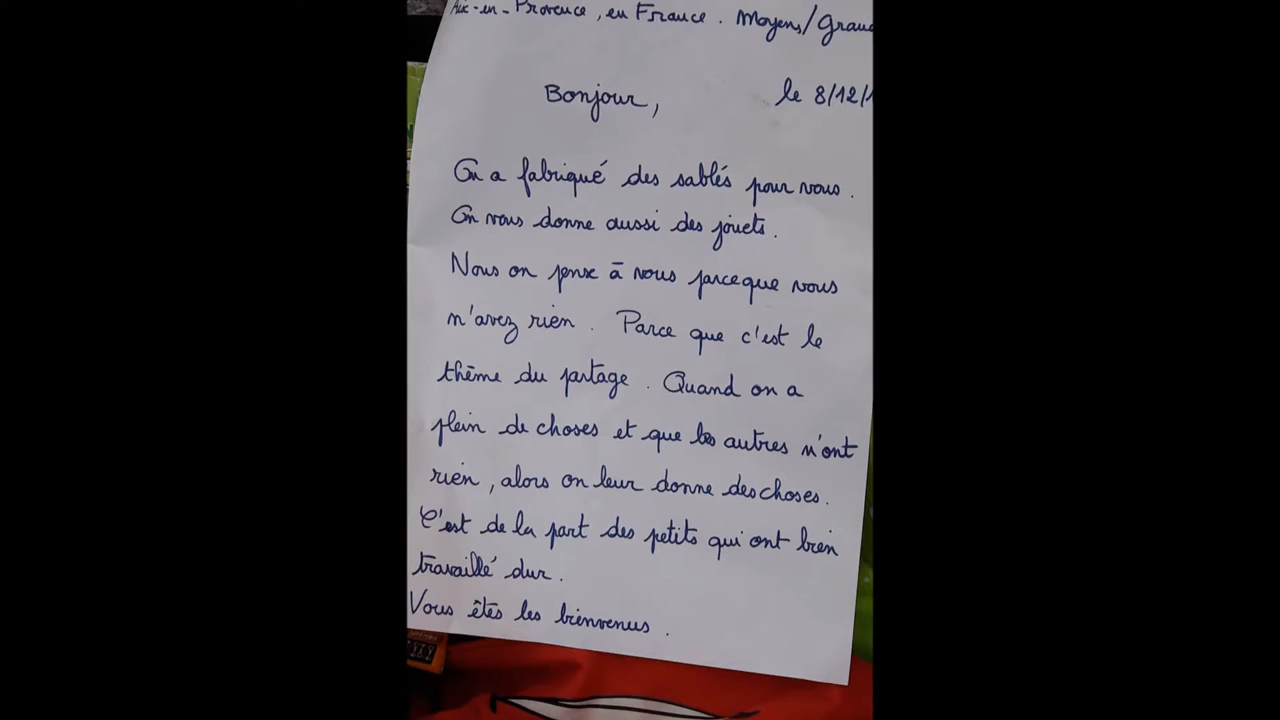 Aix-en-Provence, en France. Moyens/Grand
Bonjour,
le 8/12/1
On a fabriqué des sablés pour vous.
On vous donne aussi des jouets.
Nous on pense à vous parceque vous
n'avez rien. Parce que c'est le
thême du partage. Quand on a
plein de choses et que les autres n'ont
rien, alors on leur donne des choses.
C'est de la part des petits qui ont bien
travaillé dur.
Vous êtes les bienvenus.